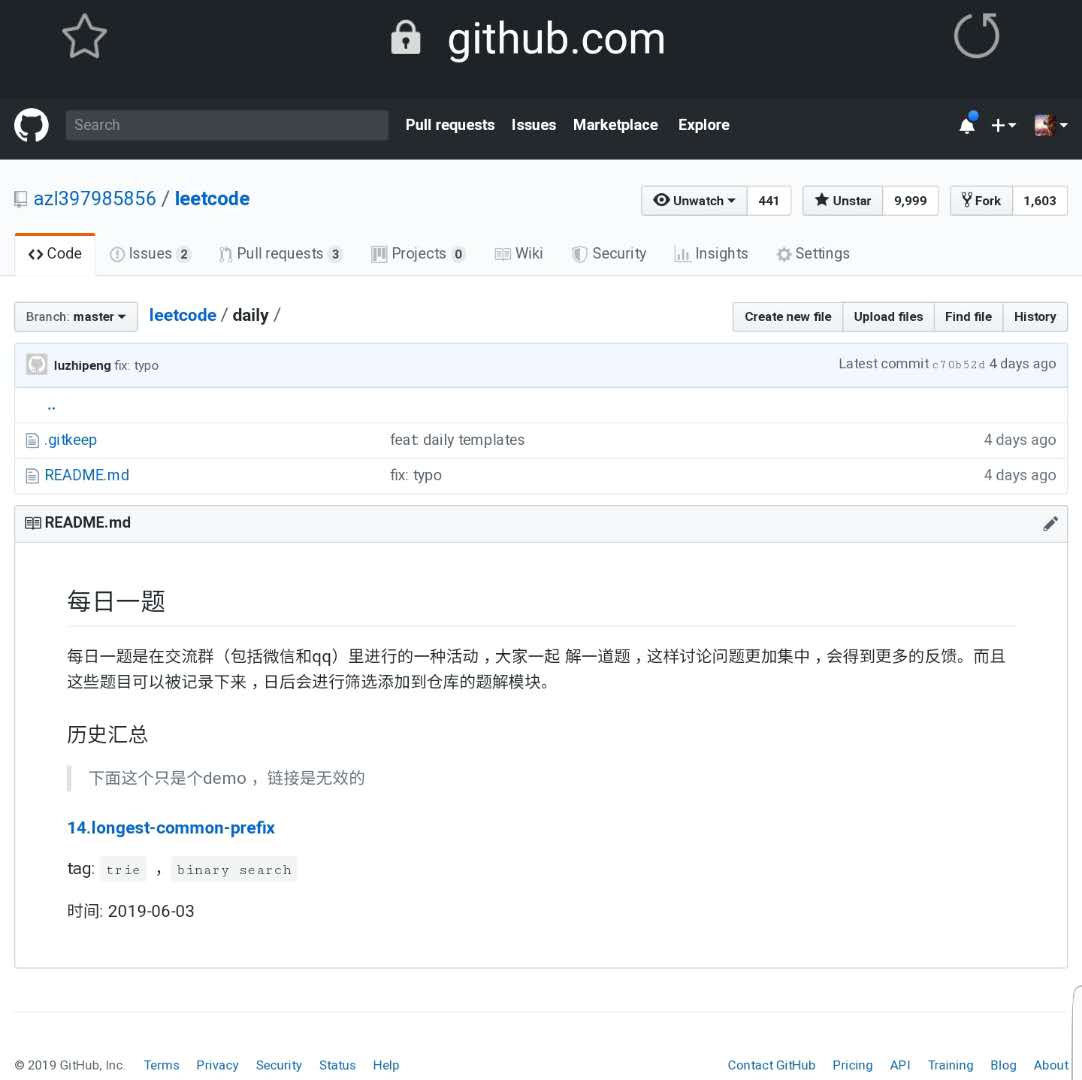 github.com
Search Pull requests Issues Marketplace Explore
azl397985856 / leetcode Unwatch 441 Unstar 9,999 Fork 1,603
Code Issues 2 Pull requests 3 Projects 0 Wiki Security Insights Settings
Branch: master leetcode / daily / Create new file Upload files Find file History
luzhipeng fix: typo Latest commit c70b52d 4 days ago
..
.gitkeep feat: daily templates 4 days ago
README.md fix: typo 4 days ago
README.md
每日一题
每日一题是在交流群（包括微信和qq）里进行的一种活动，大家一起 解一道题，这样讨论问题更加集中，会得到更多的反馈。而且
这些题目可以被记录下来，日后会进行筛选添加到仓库的题解模块。
历史汇总
下面这个只是个demo，链接是无效的
14.longest-common-prefix
tag: trie ， binary search
时间: 2019-06-03
© 2019 GitHub, Inc. Terms Privacy Security Status Help Contact GitHub Pricing API Training Blog About